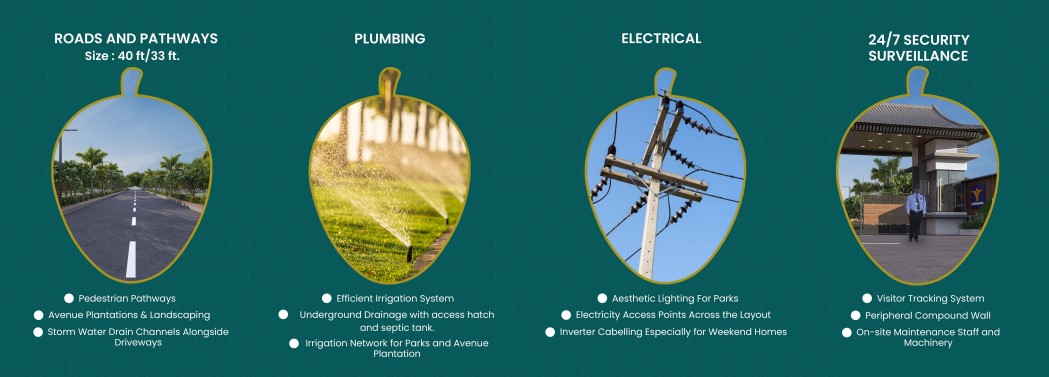 ROADS AND PATHWAYS
Size : 40 ft/33 ft.
Pedestrian Pathways
Avenue Plantations & Landscaping
Storm Water Drain Channels Alongside
Driveways
PLUMBING
Efficient Irrigation System
Underground Drainage with access hatch
and septic tank.
Irrigation Network for Parks and Avenue
Plantation
ELECTRICAL
Aesthetic Lighting For Parks
Electricity Access Points Across the Layout
Inverter Cabelling Especially for Weekend Homes
24/7 SECURITY
SURVEILLANCE
Visitor Tracking System
Peripheral Compound Wall
On-site Maintenance Staff and
Machinery